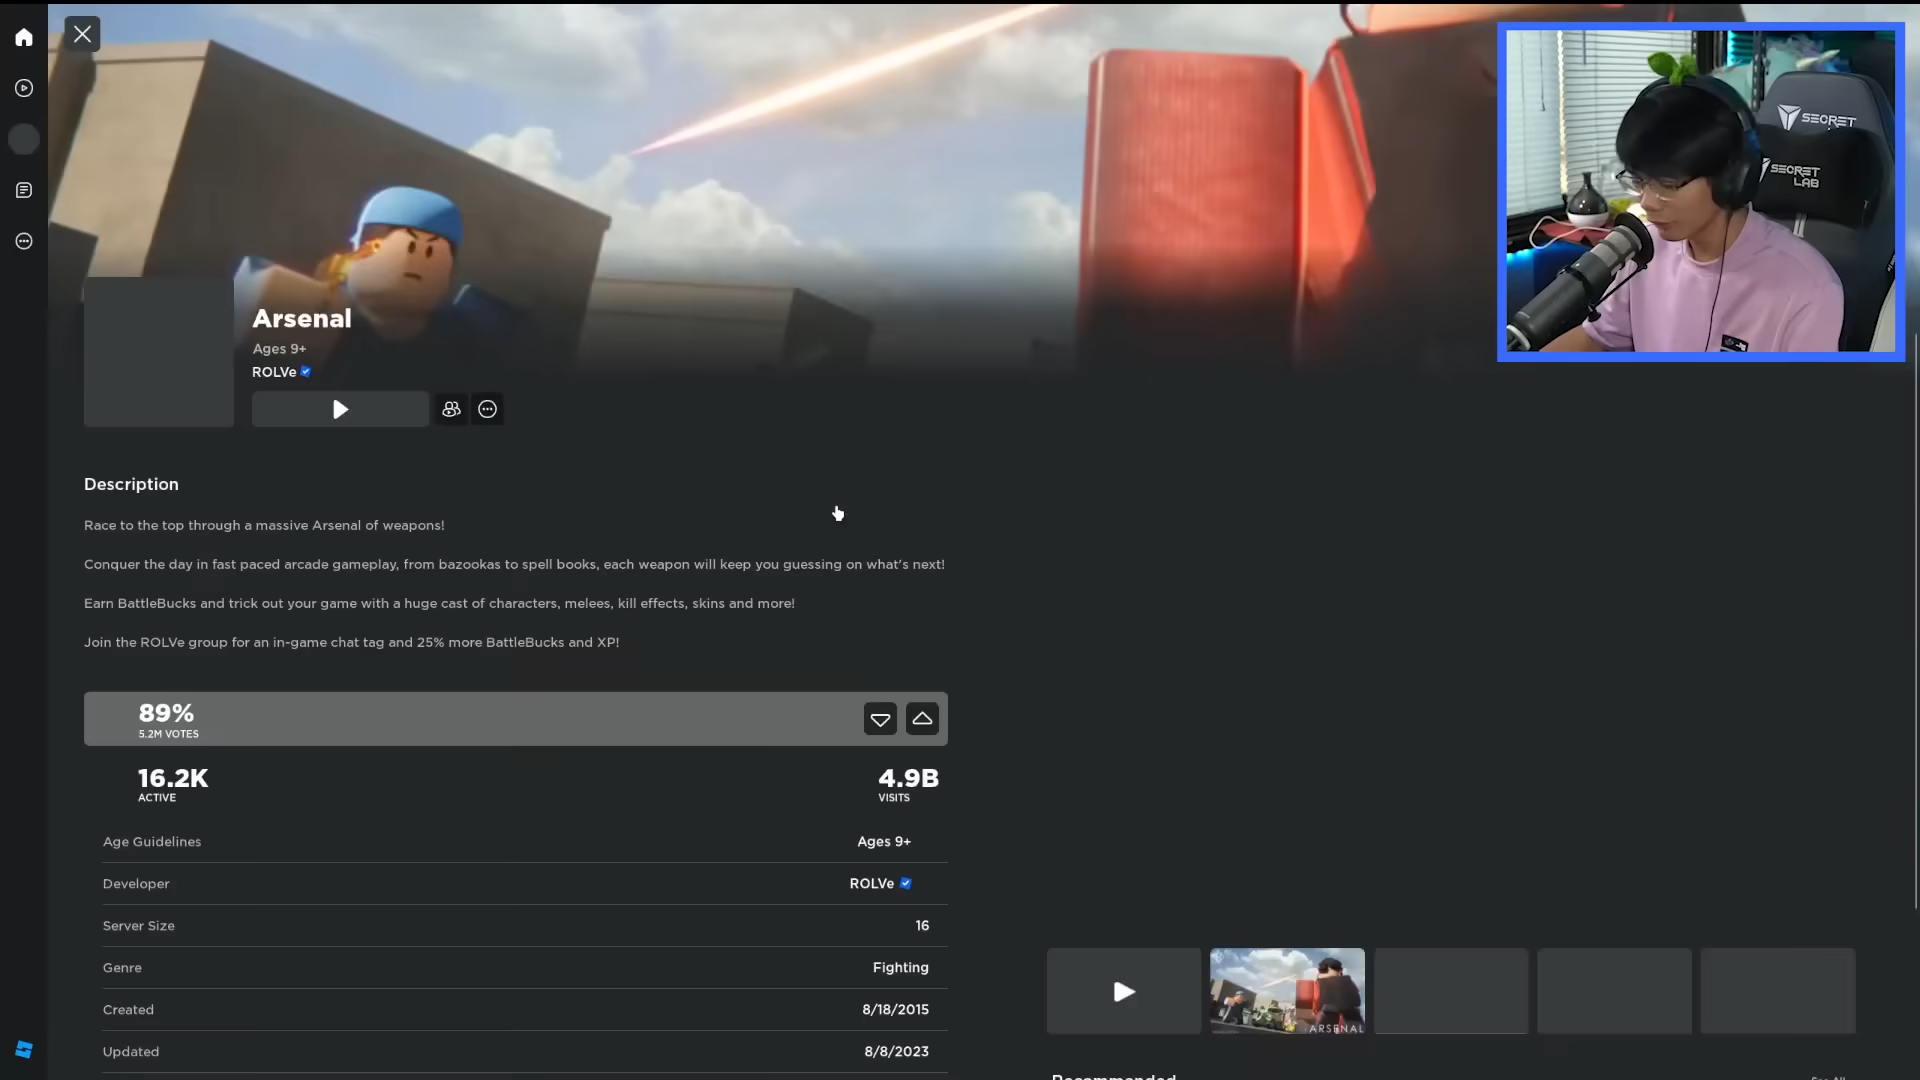 Arsenal
Ages 9+
ROLVe
Description
Race to the top through a massive Arsenal of weapons!
Conquer the day in fast paced arcade gameplay, from bazookas to spell books, each weapon will keep you guessing on what's next!
Earn BattleBucks and trick out your game with a huge cast of characters, melees, kill effects, skins and more!
Join the ROLVe group for an in-game chat tag and 25% more BattleBucks and XP!
89%
5.2M VOTES
16.2K
ACTIVE
4.9B
VISITS
Age Guidelines Ages 9+
Developer ROLVe
Server Size 16
Genre Fighting
Created 8/18/2015
Updated 8/8/2023
SECRET
SECRET
LAB
ARSENAL
Recommended
See All